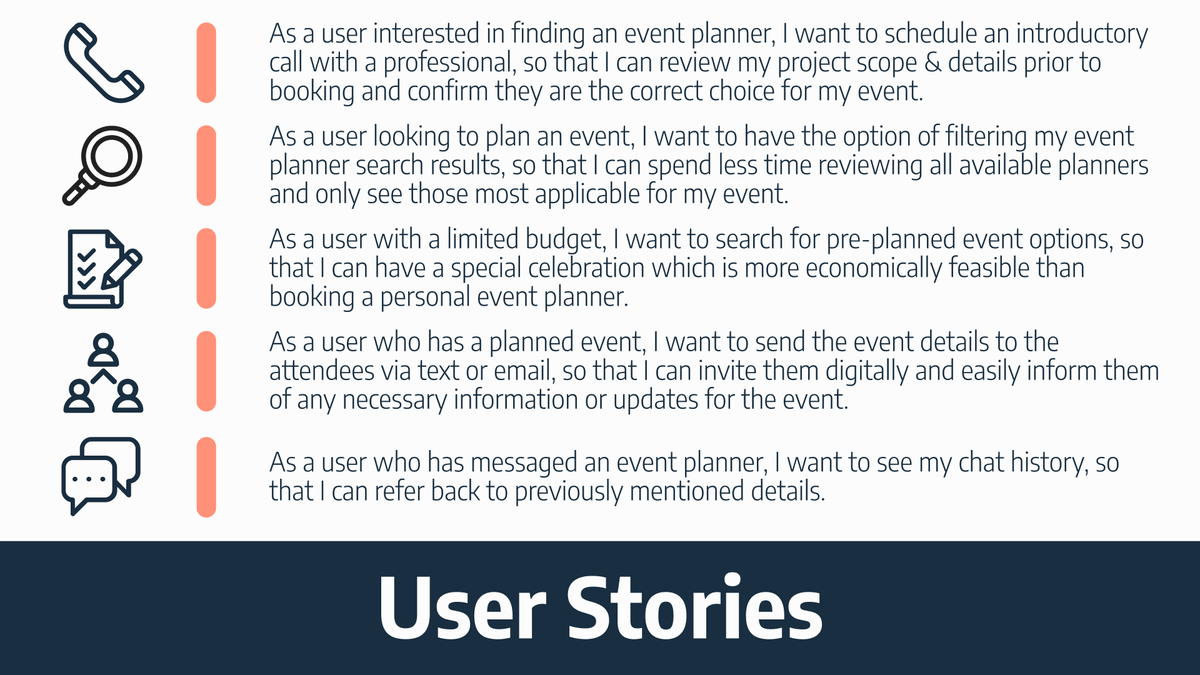 As a user interested in finding an event planner, I want to schedule an introductory
call with a professional, so that I can review my project scope & details prior to
booking and confirm they are the correct choice for my event.
As a user looking to plan an event, I want to have the option of filtering my event
planner search results, so that I can spend less time reviewing all available planners
and only see those most applicable for my event.
As a user with a limited budget, I want to search for pre-planned event options, so
that I can have a special celebration which is more economically feasible than
booking a personal event planner.
As a user who has a planned event, I want to send the event details to the
attendees via text or email, so that I can invite them digitally and easily inform them
of any necessary information or updates for the event.
As a user who has messaged an event planner, I want to see my chat history, so
that I can refer back to previously mentioned details.
User Stories